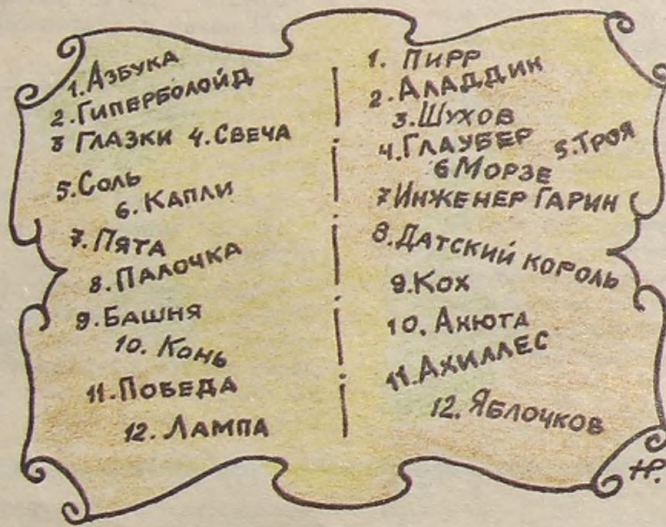 1. Азбука
2. Гиперболоид
3 Глазки 4. Свеча
5. Соль
6. Капли
7. Пята
8. Палочка
9. Башня
10. Конь
11. Победа
12. Лампа
1. Пирр
2. Аладдин
3. Шухов
4. Глаубер 5. Троя
6 Морзе
7 Инженер Гарин
8. Датский король
9. Кох
10. Анюта
11. Ахиллес
12. Яблочков
Н.